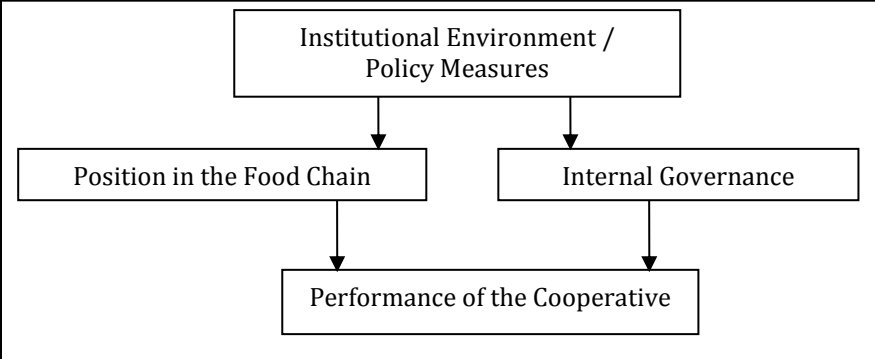 Institutional Environment /
Policy Measures
Position in the Food Chain
Internal Governance
Performance of the Cooperative